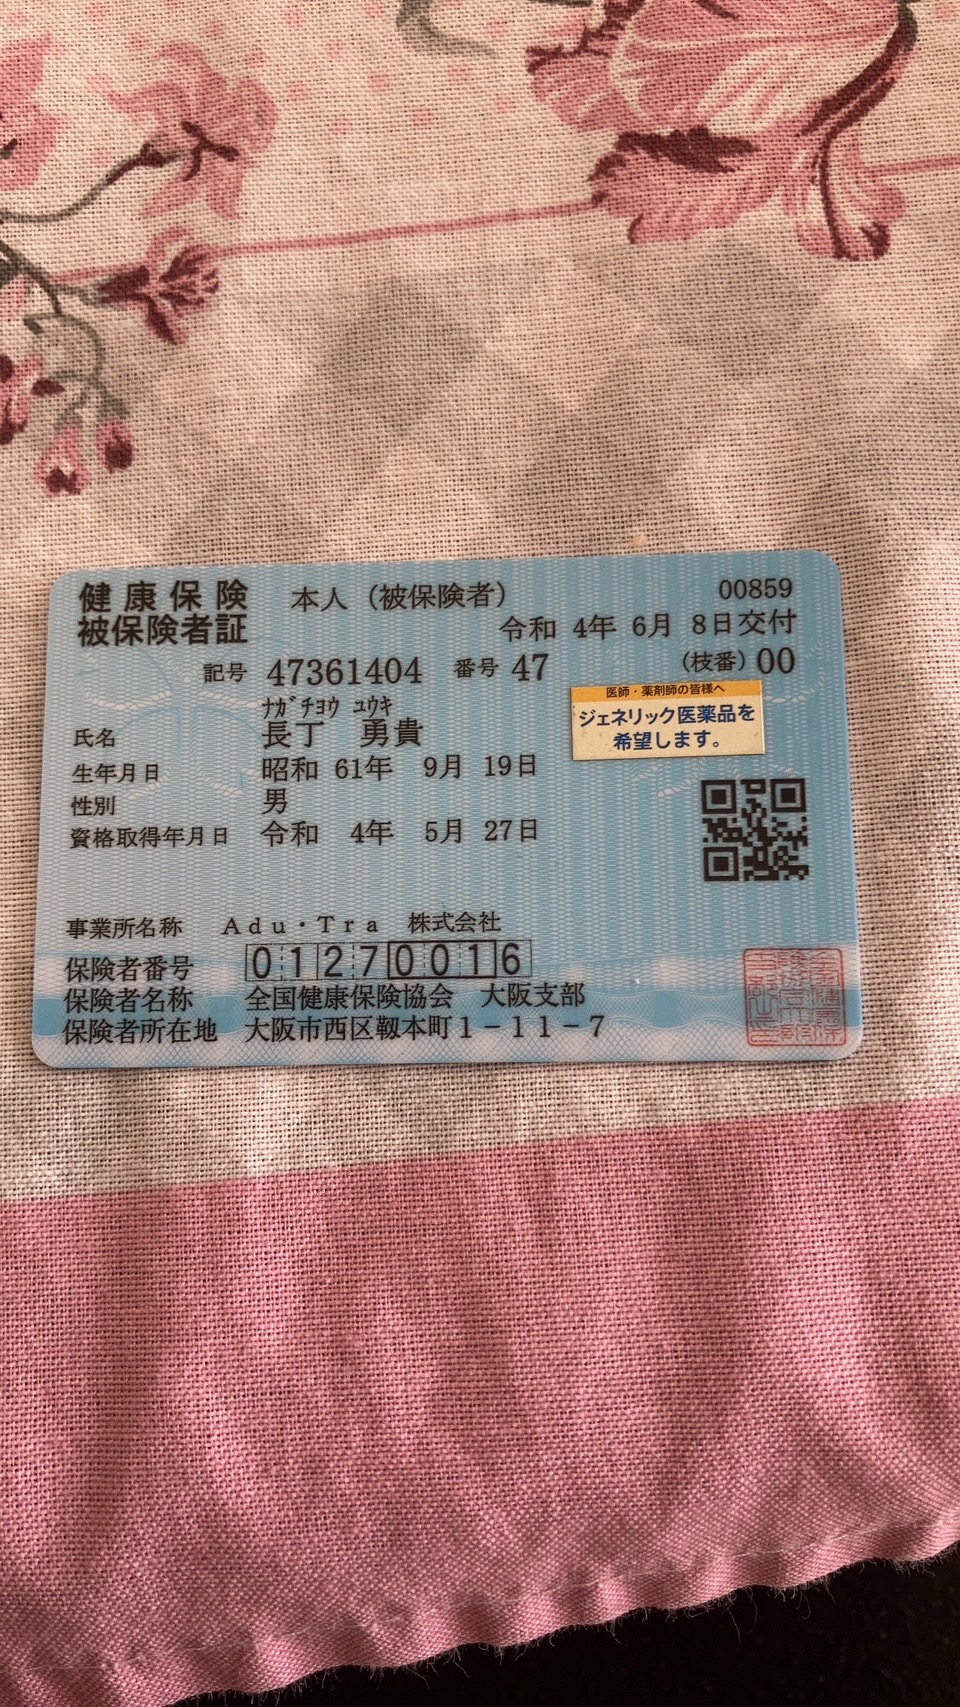 健康保険 本人（被保険者） 00859
被保険者証 令和 4年 6月 8日交付
記号 47361404 番号 47 （枝番）00
医師・薬剤師の皆様へ
ジェネリック医薬品を
希望します。
ﾅｶﾞﾁﾖｳ ﾕｳｷ
氏名 長丁 勇貴
生年月日 昭和 61年 9月 19日
性別 男
資格取得年月日 令和 4年 5月 27日
事業所名称 Ａｄｕ・Ｔｒａ 株式会社
保険者番号 01270016
保険者名称 全国健康保険協会 大阪支部
保険者所在地 大阪市西区靱本町１－１１－７